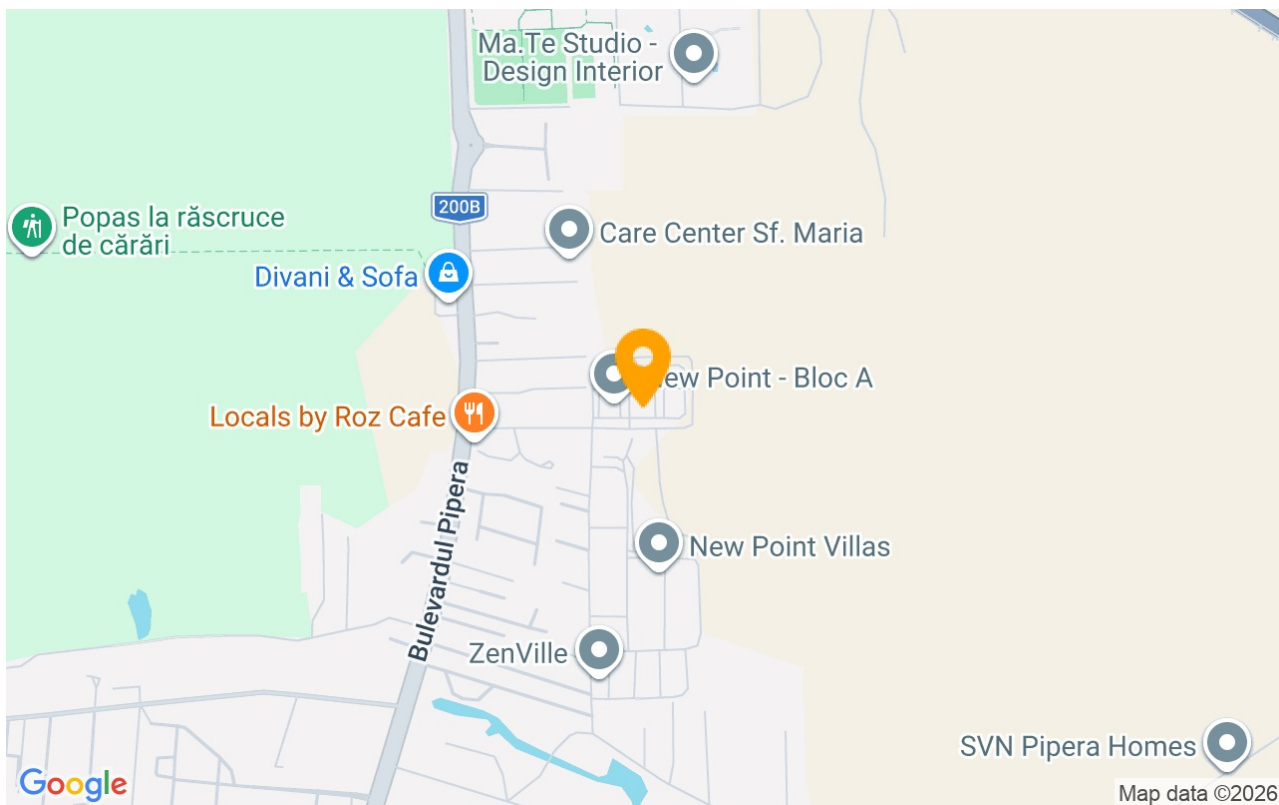 Ma.Te Studio -
Design Interior
200B
Popas la răscruce
de cărări
Care Center Sf. Maria
Divani & Sofa
New Point - Bloc A
Locals by Roz Cafe
Bulevardul Pipera
New Point Villas
ZenVille
SVN Pipera Homes
Google
Map data ©2026